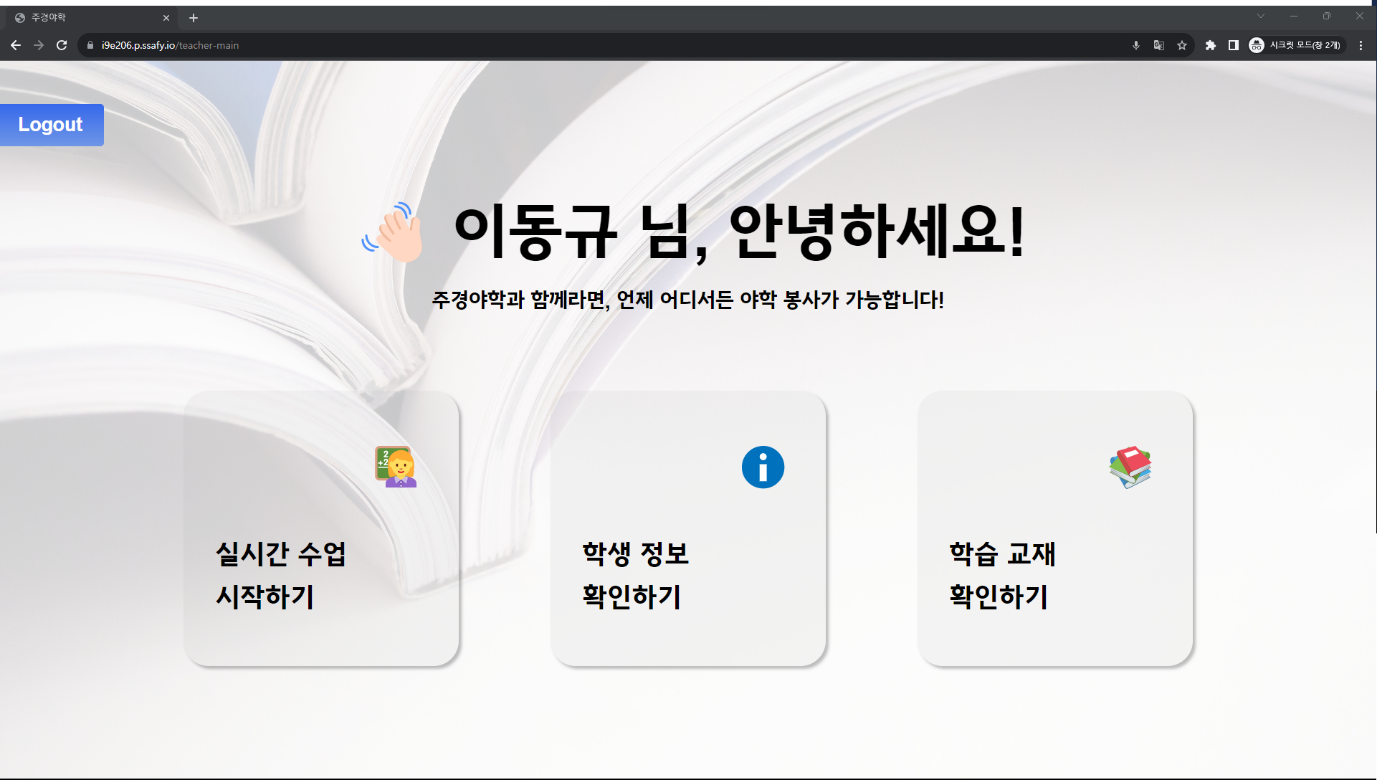 주경야학
i9e206.p.ssafy.io/teacher-main
시크릿 모드(창 2개)
Logout
이동규 님, 안녕하세요!
주경야학과 함께라면, 언제 어디서든 야학 봉사가 가능합니다!
2
+2
실시간 수업
시작하기
학생 정보
확인하기
학습 교재
확인하기